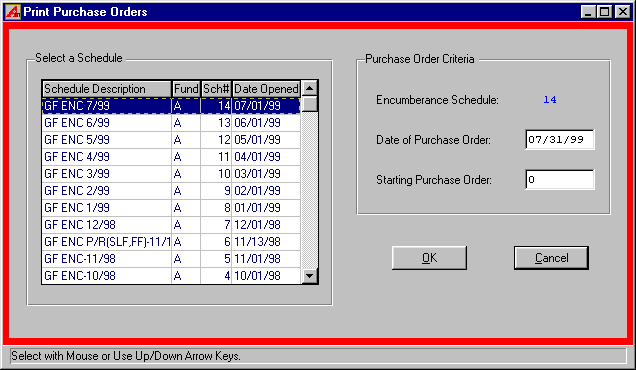 Print Purchase Orders
Select a Schedule
Schedule Description Fund Sch# Date Opened
GF ENC 7/99 A 14 07/01/99
GF ENC 6/99 A 13 06/01/99
GF ENC 5/99 A 12 05/01/99
GF ENC 4/99 A 11 04/01/99
GF ENC 3/99 A 10 03/01/99
GF ENC 2/99 A 9 02/01/99
GF ENC 1/99 A 8 01/01/99
GF ENC 12/98 A 7 12/01/98
GF ENC P/R(SLF,FF)-11/1 A 6 11/13/98
GF ENC-11/98 A 5 11/01/98
GF ENC-10/98 A 4 10/01/98
Purchase Order Criteria
Encumberance Schedule: 14
Date of Purchase Order: 07/31/99
Starting Purchase Order: 0
OK Cancel
Select with Mouse or Use Up/Down Arrow Keys.